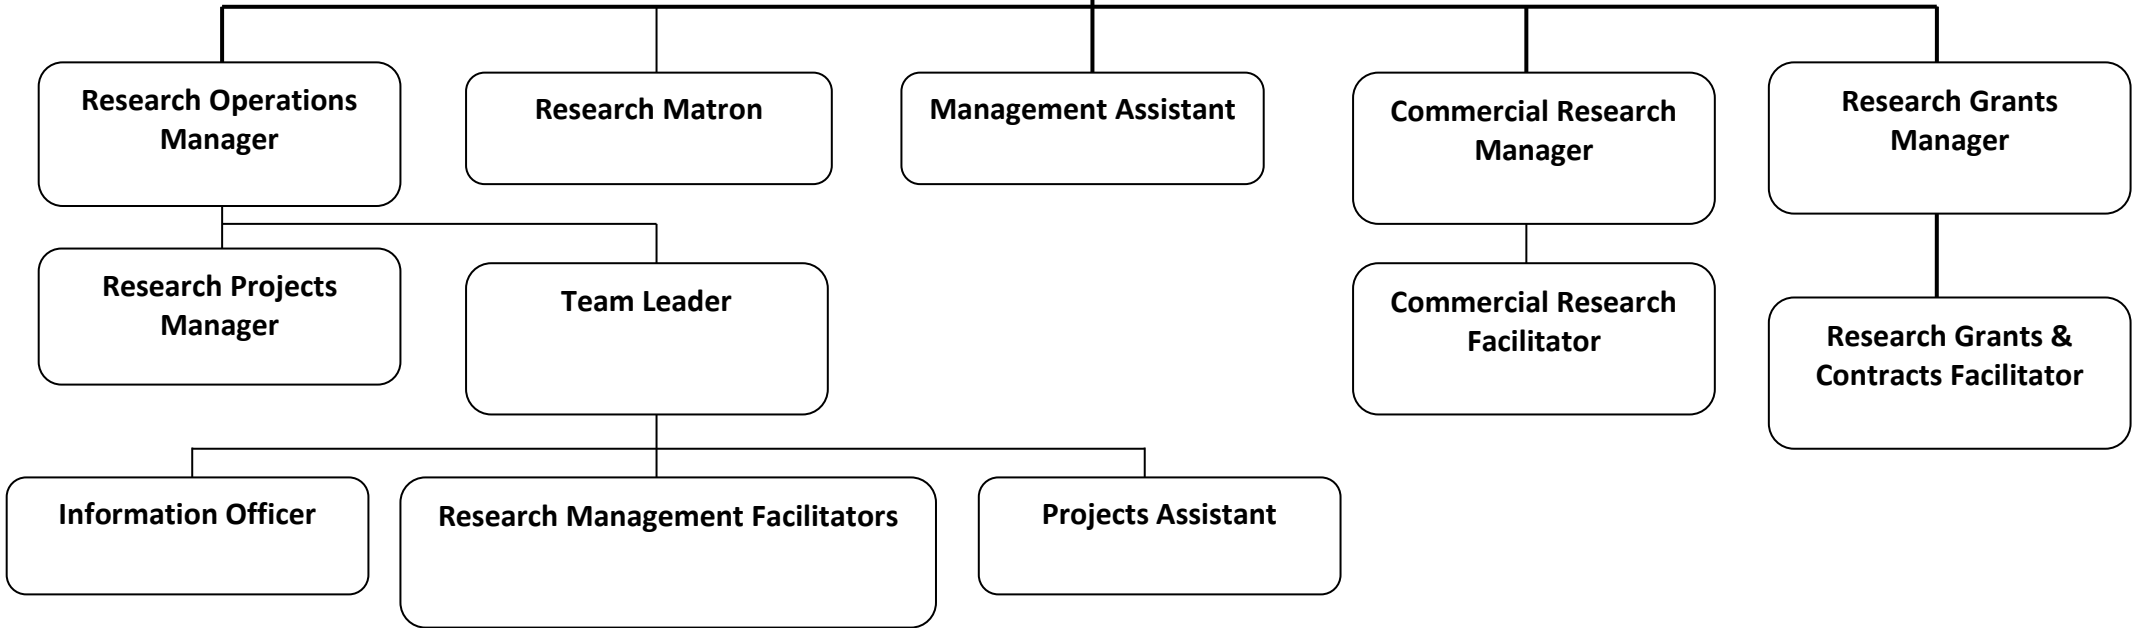 Research Operations
Manager
Research Matron
Management Assistant
Commercial Research
Manager
Research Grants
Manager
Research Projects
Manager
Team Leader
Commercial Research
Facilitator
Research Grants &
Contracts Facilitator
Information Officer
Research Management Facilitators
Projects Assistant